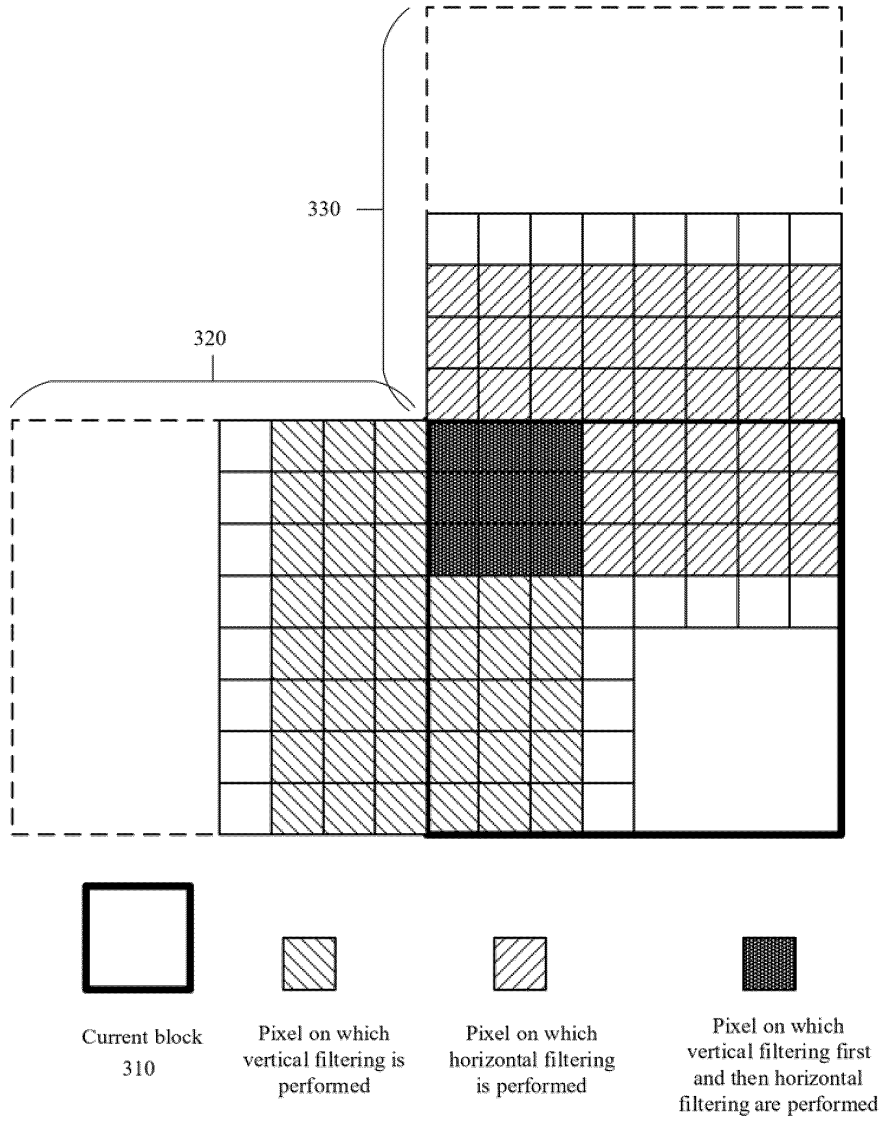 330
320
Current block
310
Pixel on which
vertical filtering is
performed
Pixel on which
horizontal filtering
is performed
Pixel on which
vertical filtering first
and then horizontal
filtering are performed